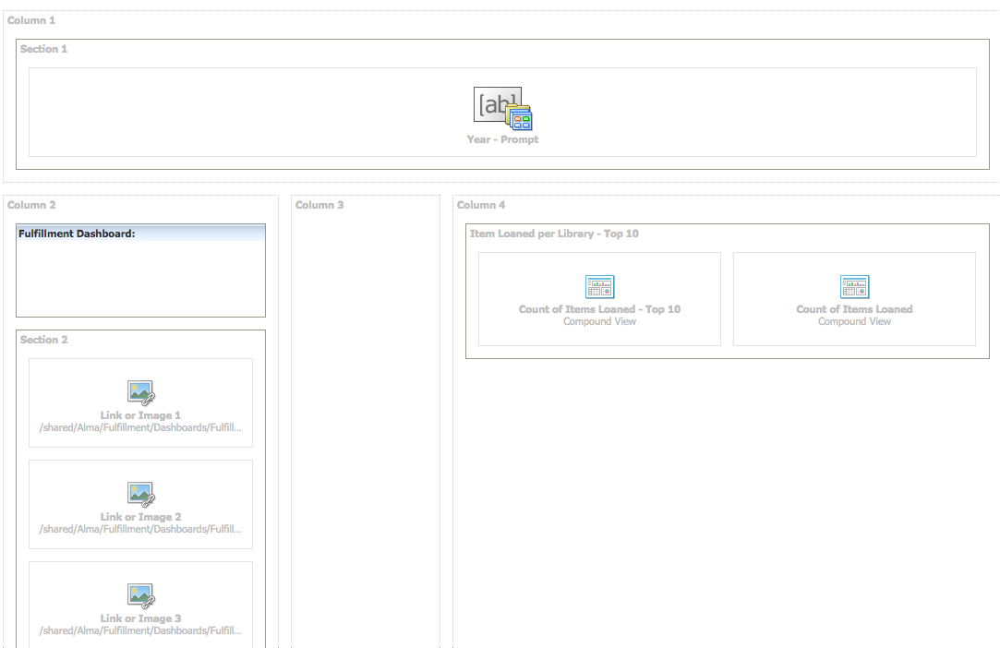 Column 1
Section 1
[ab]
Year - Prompt
Column 2
Fulfillment Dashboard:
Section 2
Link or Image 1
/shared/Alma/Fulfillment/Dashboards/Fulfill...
Link or Image 2
/shared/Alma/Fulfillment/Dashboards/Fulfill...
Link or Image 3
/shared/Alma/Fulfillment/Dashboards/Fulfill...
Column 3
Column 4
Item Loaned per Library - Top 10
Count of Items Loaned - Top 10
Compound View
Count of Items Loaned
Compound View